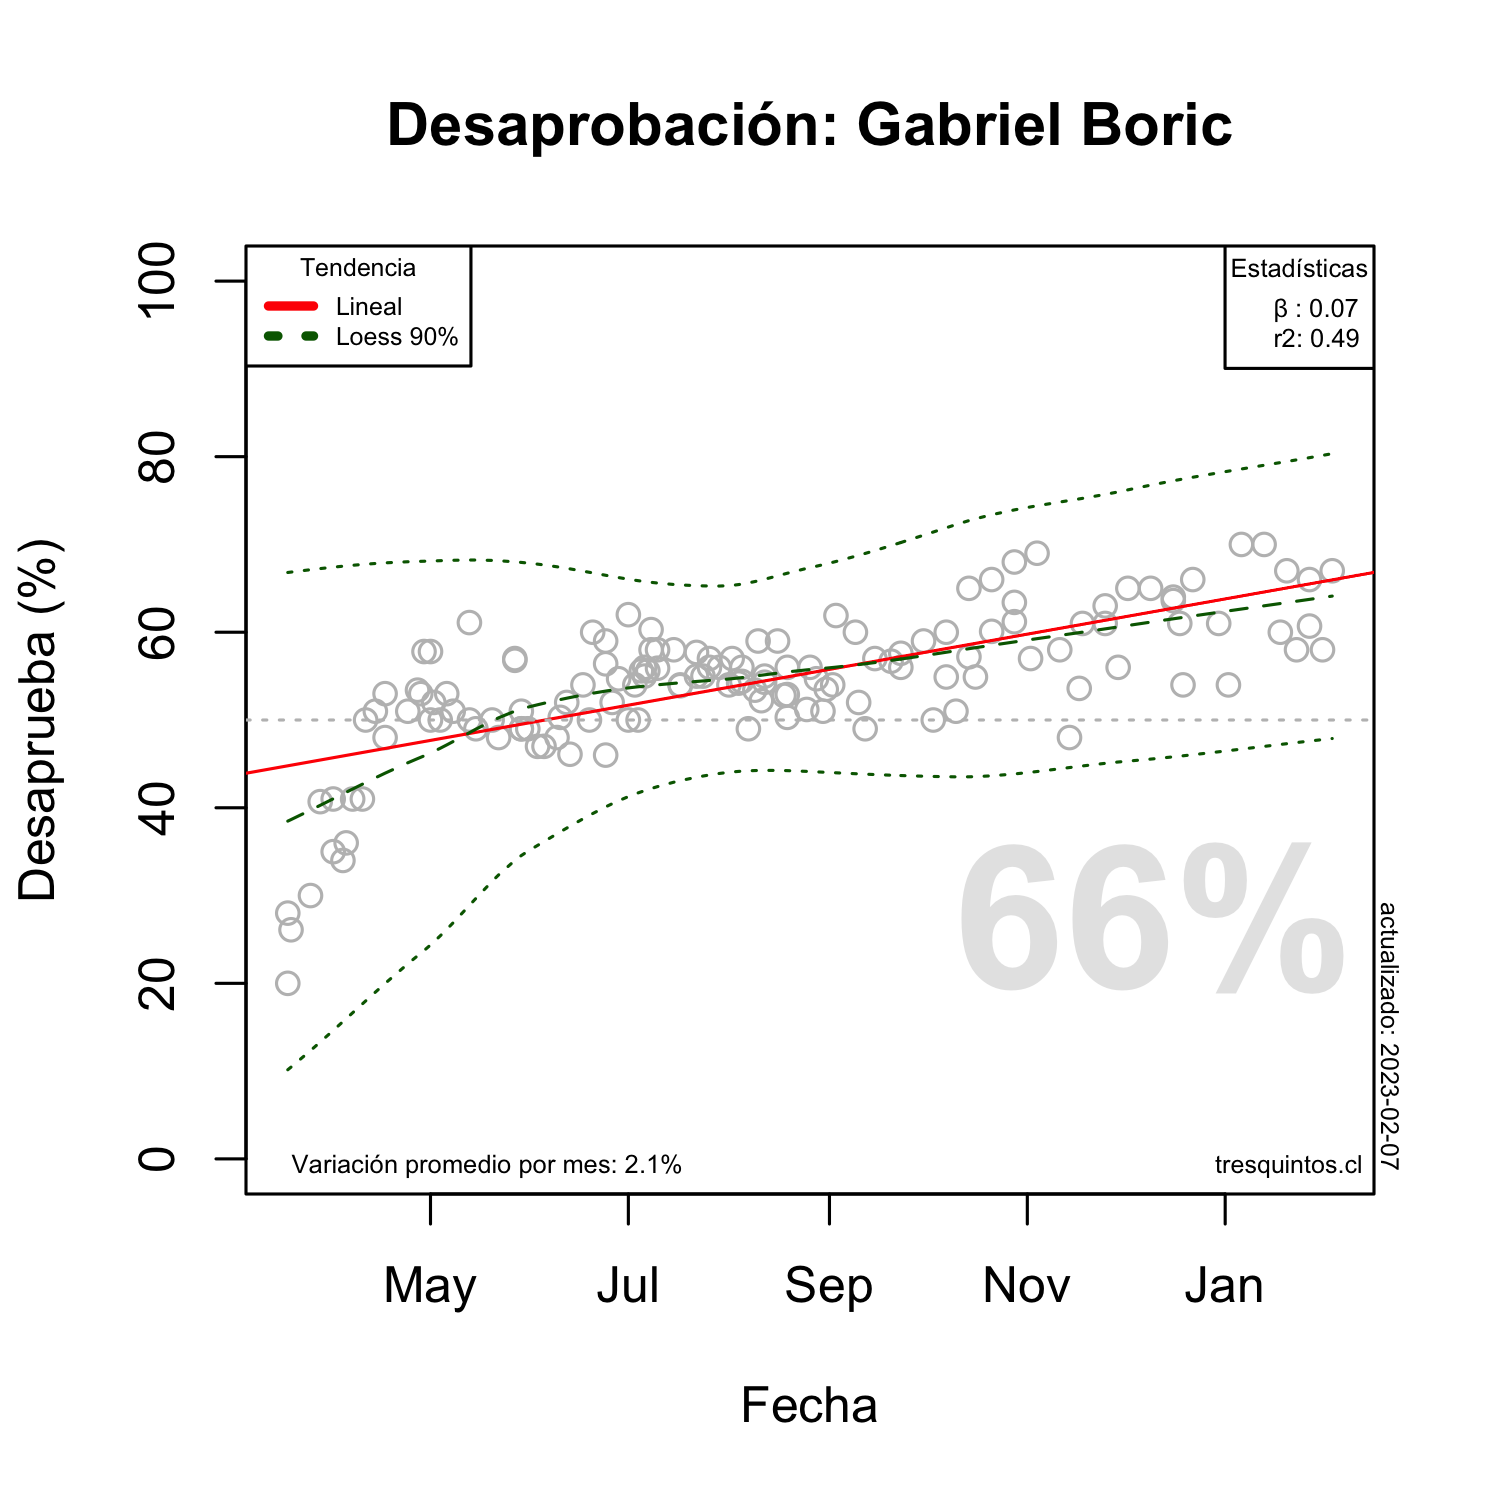 Desaprobación: Gabriel Boric
Tendencia
Lineal
Loess 90%
Estadísticas
β : 0.07
r2: 0.49
Desaprueba (%)
100
80
60
40
20
0
66%
actualizado: 2023-02-07
Variación promedio por mes: 2.1%
tresquintos.cl
May
Jul
Sep
Nov
Jan
Fecha